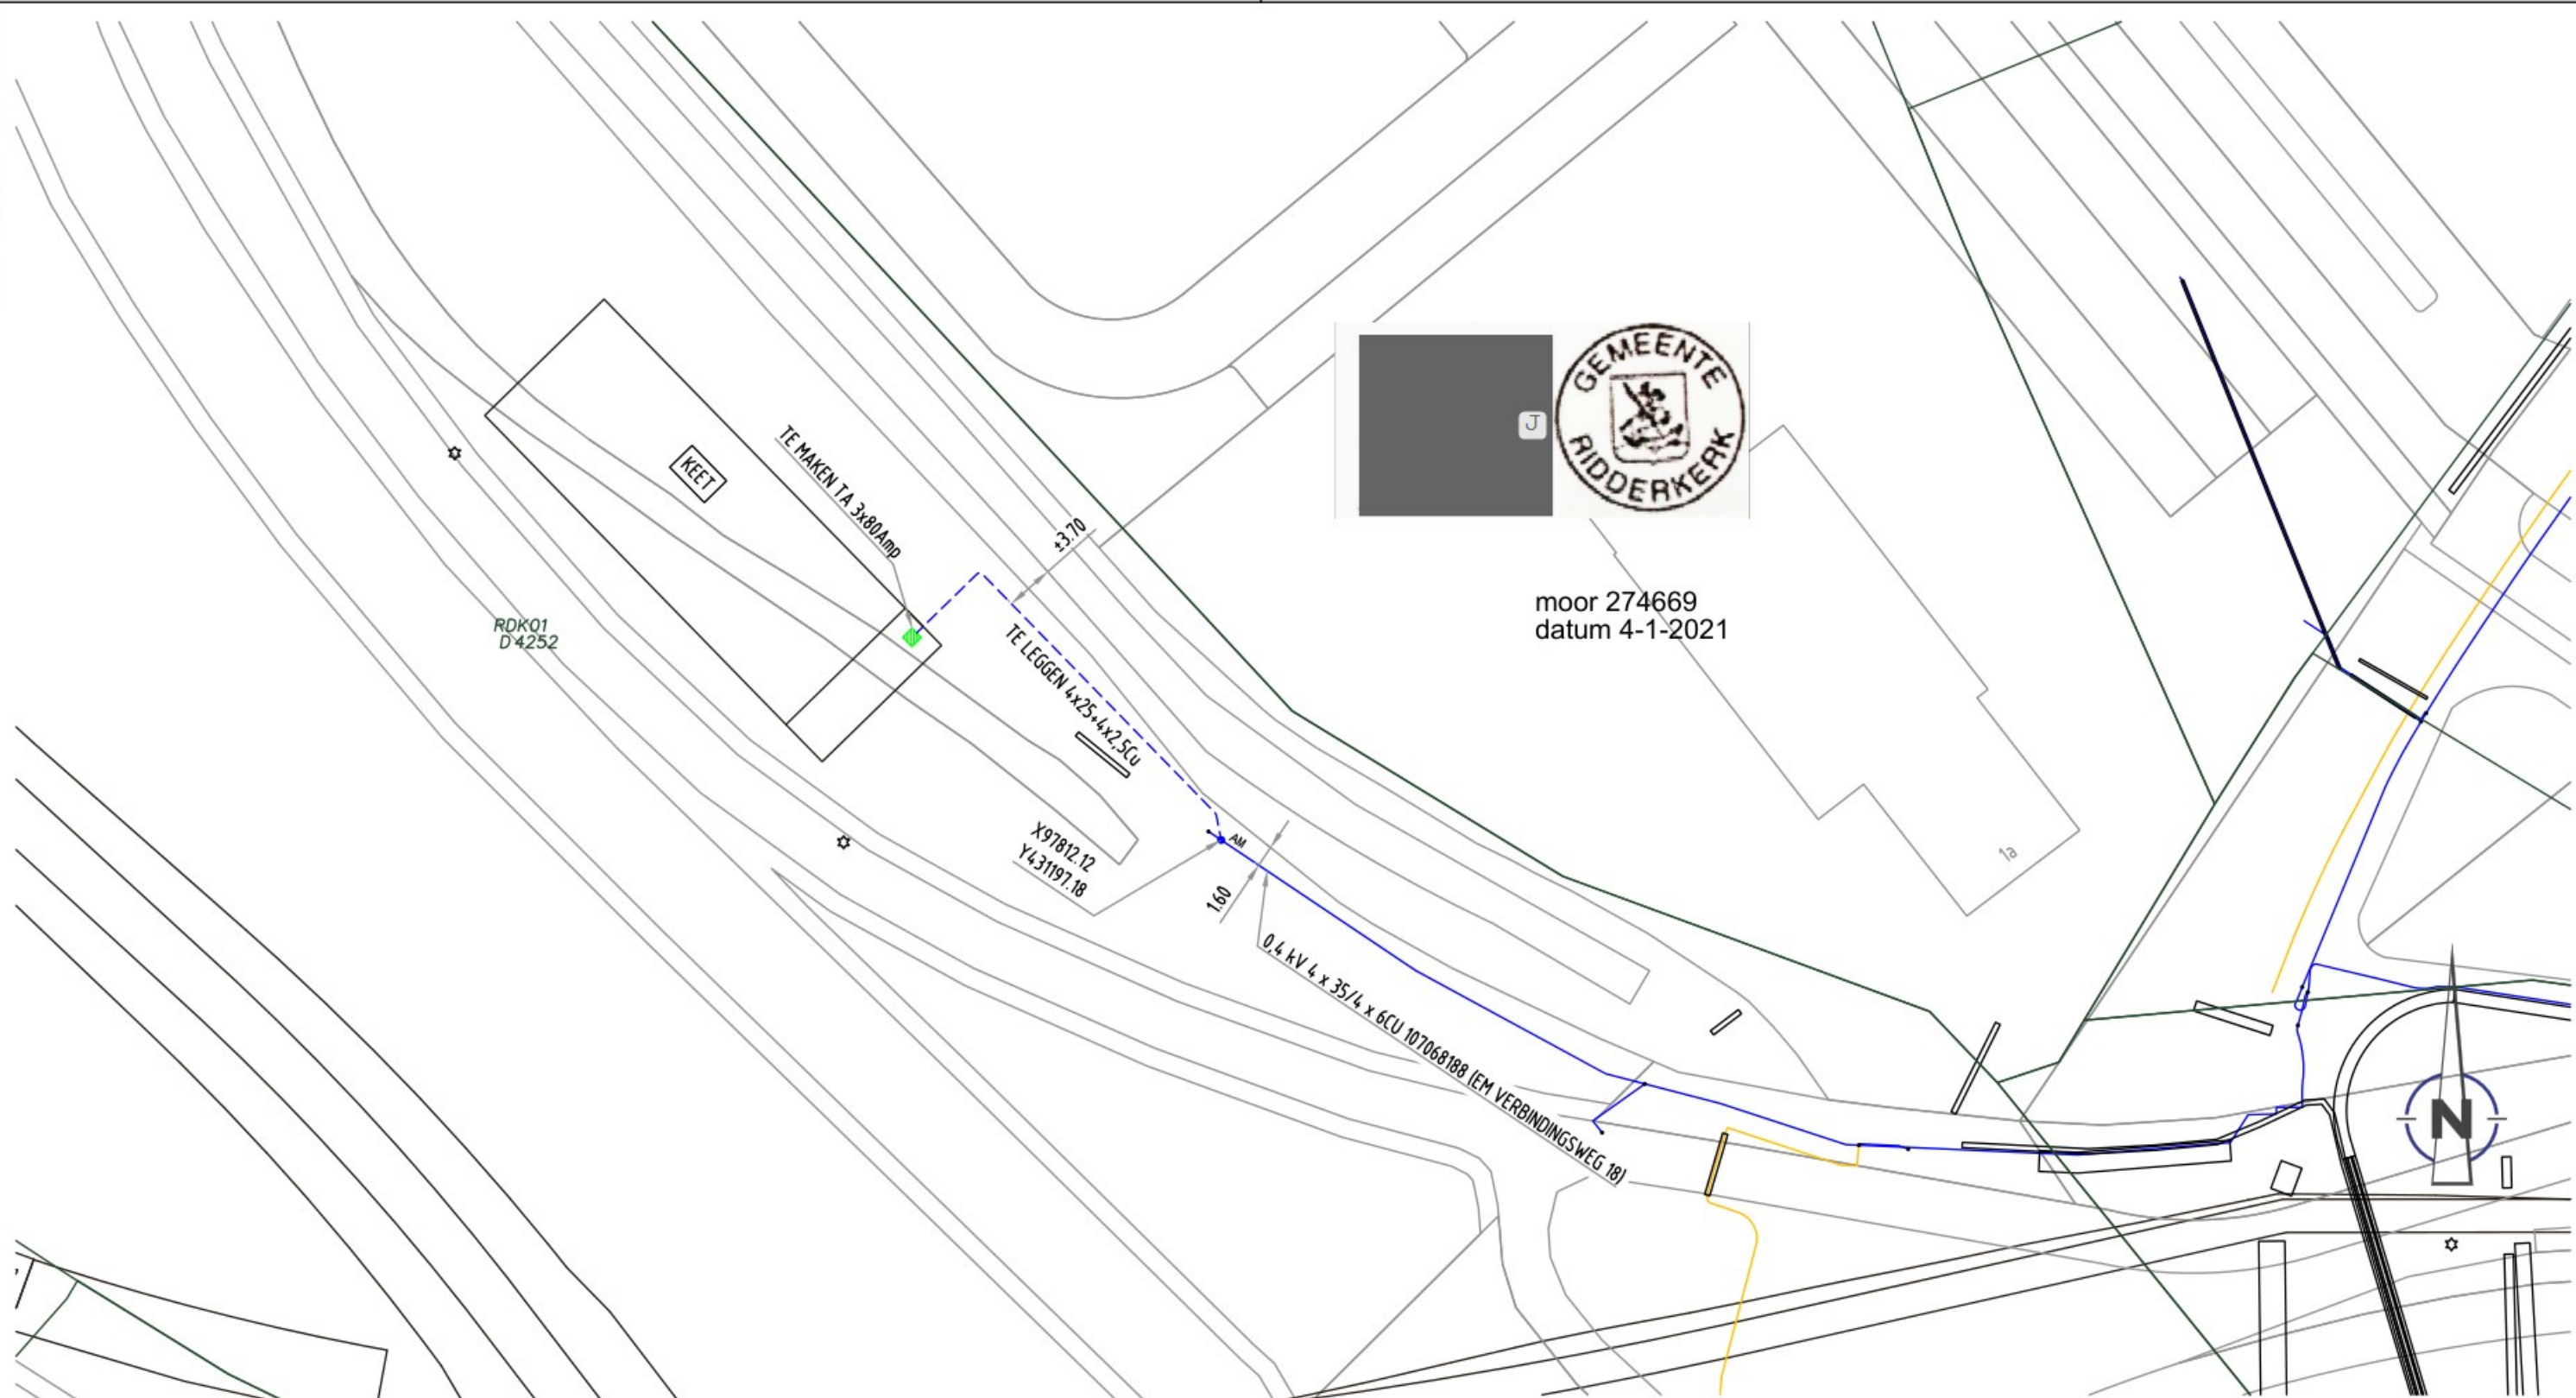 GEMEENTE
RIDDERKERK
J
KEET
TE MAKEN TA 3x80Amp
±3.70
moor 274669
datum 4-1-2021
RDK01
D 4252
TE LEGGEN 4x25+4x2,5Cu
X97812.12
Y431197.18
AM
1.60
1a
0,4 kV 4 x 35/4 x 6CU 107068188 (EM VERBINDINGSWEG 18)
N